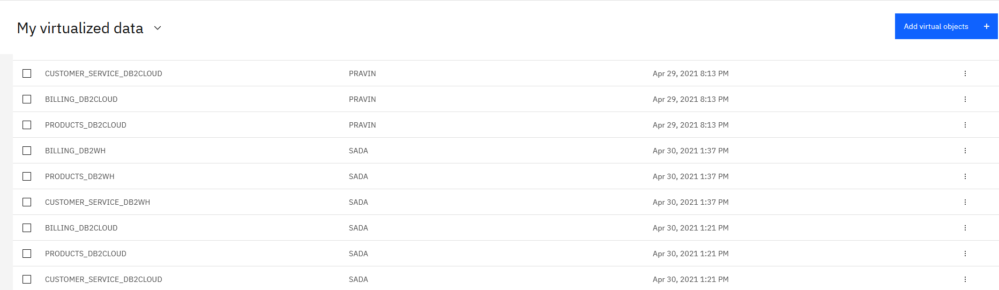 My virtualized data
Add virtual objects +
CUSTOMER_SERVICE_DB2CLOUD PRAVIN Apr 29, 2021 8:13 PM
BILLING_DB2CLOUD PRAVIN Apr 29, 2021 8:13 PM
PRODUCTS_DB2CLOUD PRAVIN Apr 29, 2021 8:13 PM
BILLING_DB2WH SADA Apr 30, 2021 1:37 PM
PRODUCTS_DB2WH SADA Apr 30, 2021 1:37 PM
CUSTOMER_SERVICE_DB2WH SADA Apr 30, 2021 1:37 PM
BILLING_DB2CLOUD SADA Apr 30, 2021 1:21 PM
PRODUCTS_DB2CLOUD SADA Apr 30, 2021 1:21 PM
CUSTOMER_SERVICE_DB2CLOUD SADA Apr 30, 2021 1:21 PM